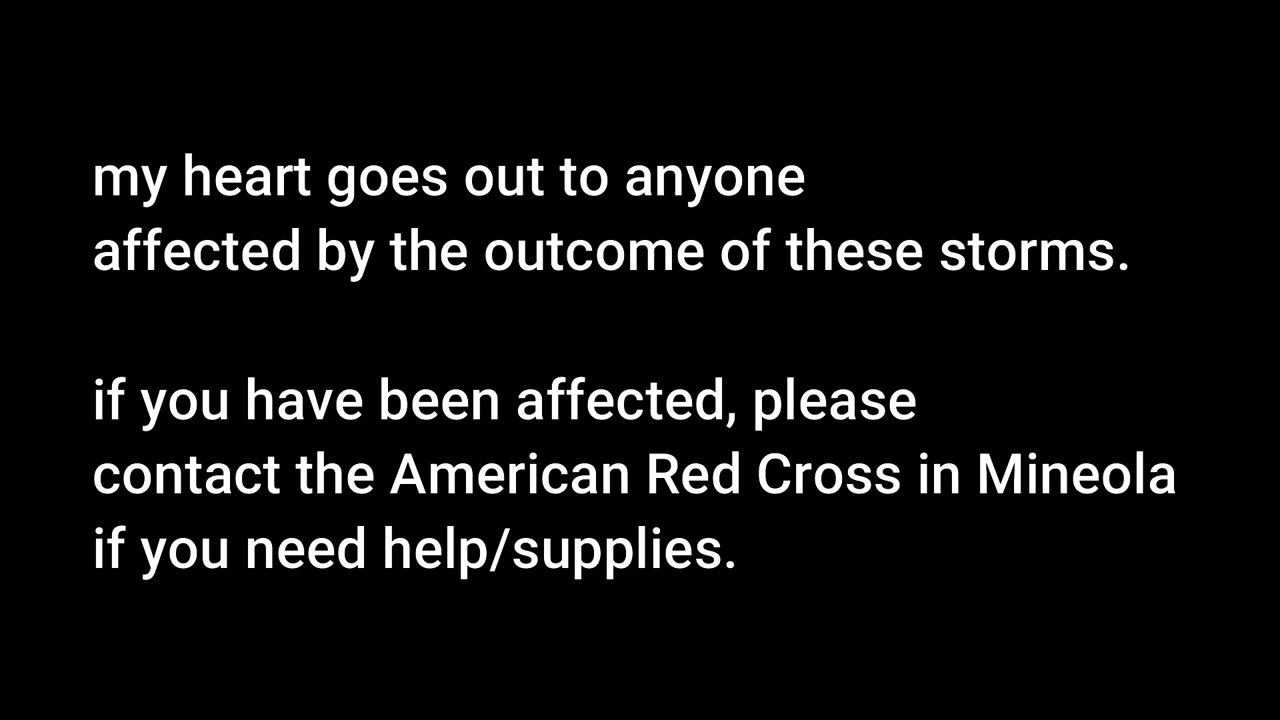 my heart goes out to anyone
affected by the outcome of these storms.
if you have been affected, please
contact the American Red Cross in Mineola
if you need help/supplies.